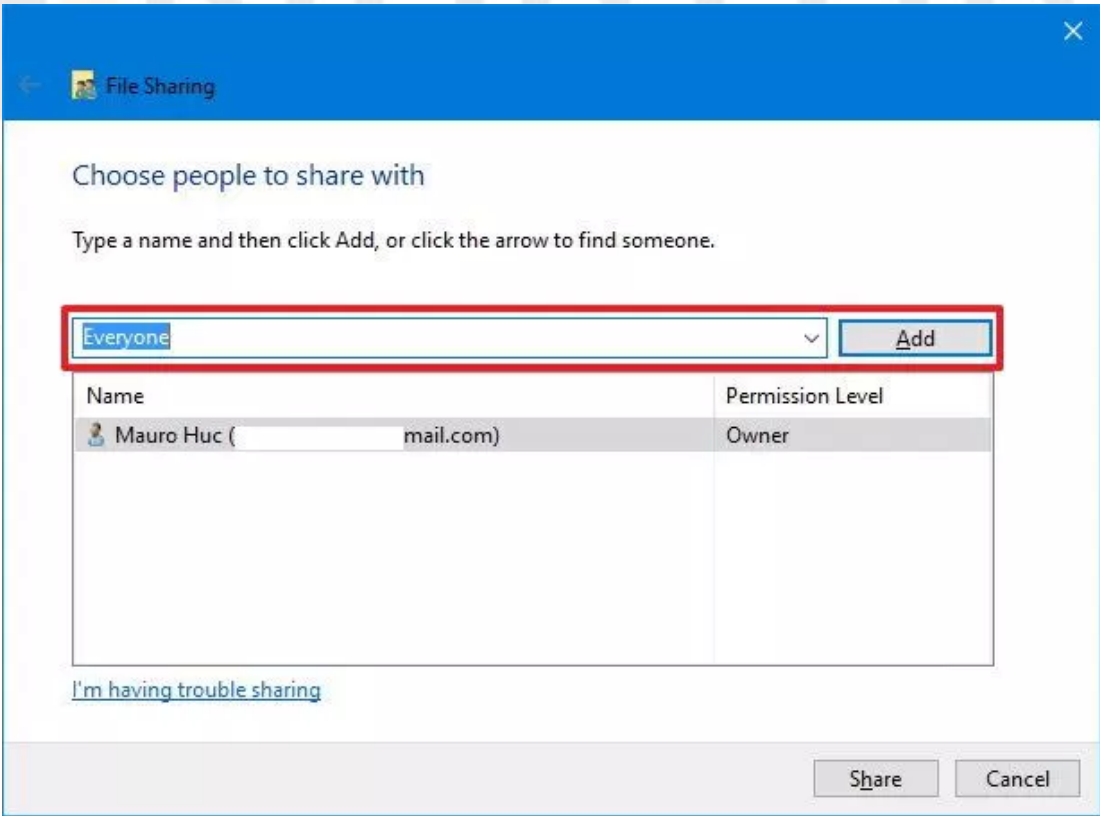 File Sharing
Choose people to share with
Type a name and then click Add, or click the arrow to find someone.
Everyone Add
Name Permission Level
Mauro Huc ( mail.com) Owner
I'm having trouble sharing
Share Cancel